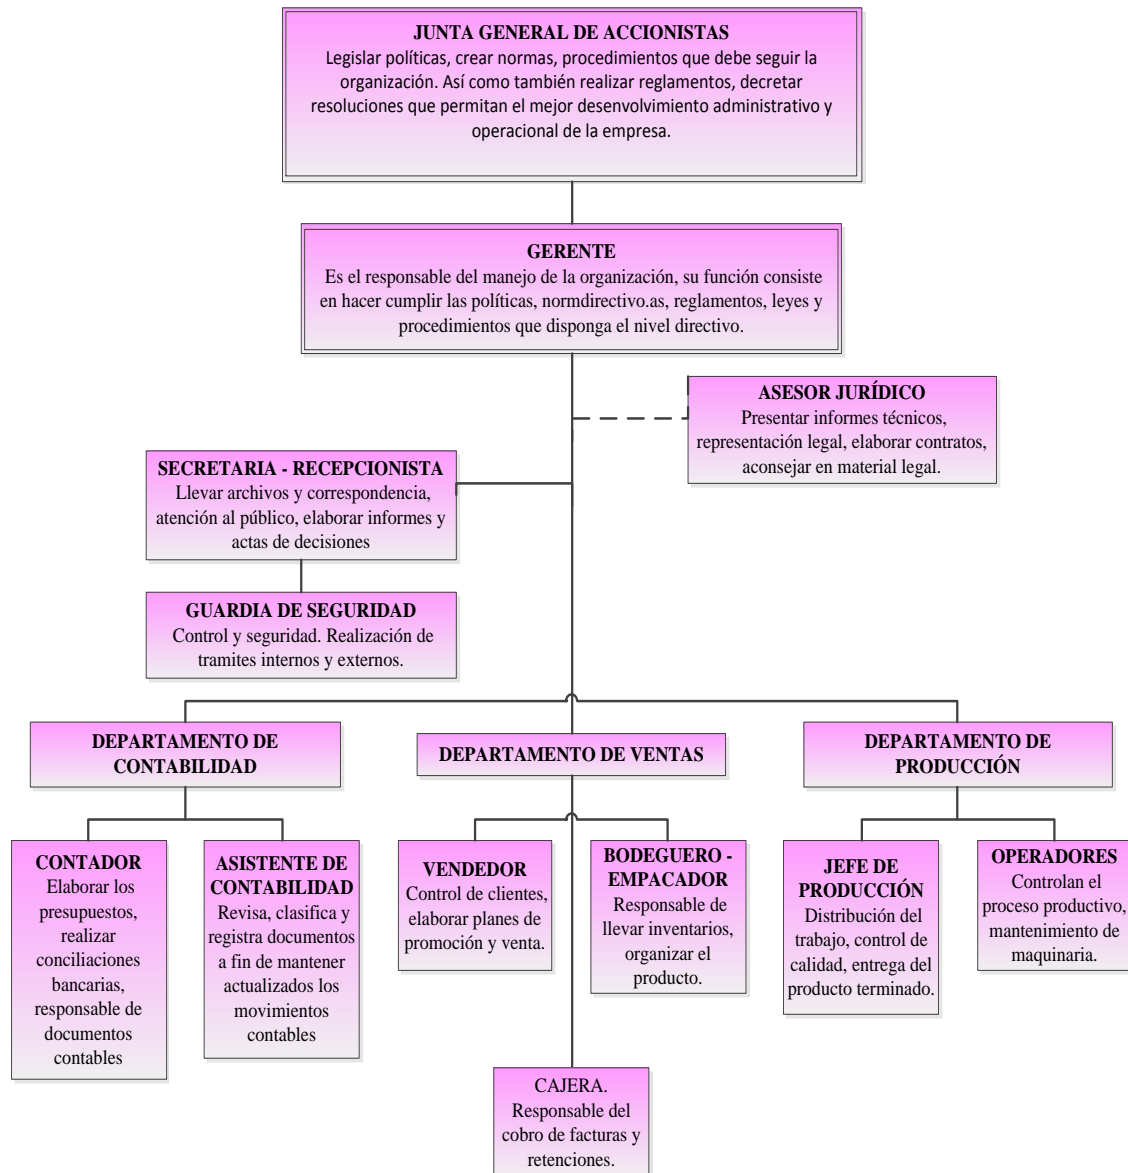 JUNTA GENERAL DE ACCIONISTAS
Legislar políticas, crear normas, procedimientos que debe seguir la
organización. Así como también realizar reglamentos, decretar
resoluciones que permitan el mejor desenvolvimiento administrativo y
operacional de la empresa.
GERENTE
Es el responsable del manejo de la organización, su función consiste
en hacer cumplir las políticas, normdirectivo.as, reglamentos, leyes y
procedimientos que disponga el nivel directivo.
ASESOR JURÍDICO
Presentar informes técnicos,
representación legal, elaborar contratos,
aconsejar en material legal.
SECRETARIA - RECEPCIONISTA
Llevar archivos y correspondencia,
atención al público, elaborar informes y
actas de decisiones
GUARDIA DE SEGURIDAD
Control y seguridad. Realización de
tramites internos y externos.
DEPARTAMENTO DE
CONTABILIDAD
DEPARTAMENTO DE VENTAS
DEPARTAMENTO DE
PRODUCCIÓN
CONTADOR
Elaborar los
presupuestos,
realizar
conciliaciones
bancarias,
responsable de
documentos
contables
ASISTENTE DE
CONTABILIDAD
Revisa, clasifica y
registra documentos
a fin de mantener
actualizados los
movimientos
contables
VENDEDOR
Control de clientes,
elaborar planes de
promoción y venta.
BODEGUERO -
EMPACADOR
Responsable de
llevar inventarios,
organizar el
producto.
JEFE DE
PRODUCCIÓN
Distribución del
trabajo, control de
calidad, entrega del
producto terminado.
OPERADORES
Controlan el
proceso productivo,
mantenimiento de
maquinaria.
CAJERA.
Responsable del
cobro de facturas y
retenciones.